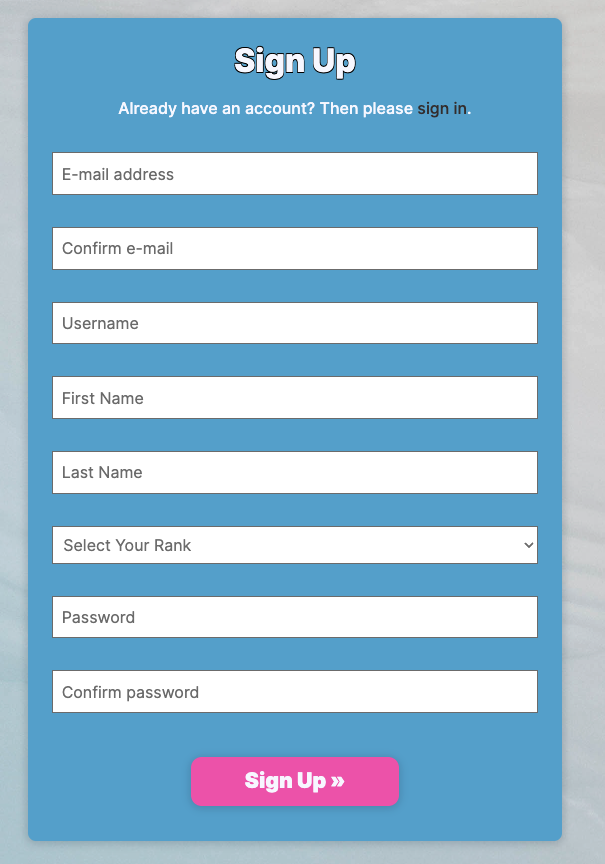 Sign Up
Already have an account? Then please sign in.
E-mail address
Confirm e-mail
Username
First Name
Last Name
Select Your Rank
Password
Confirm password
Sign Up »